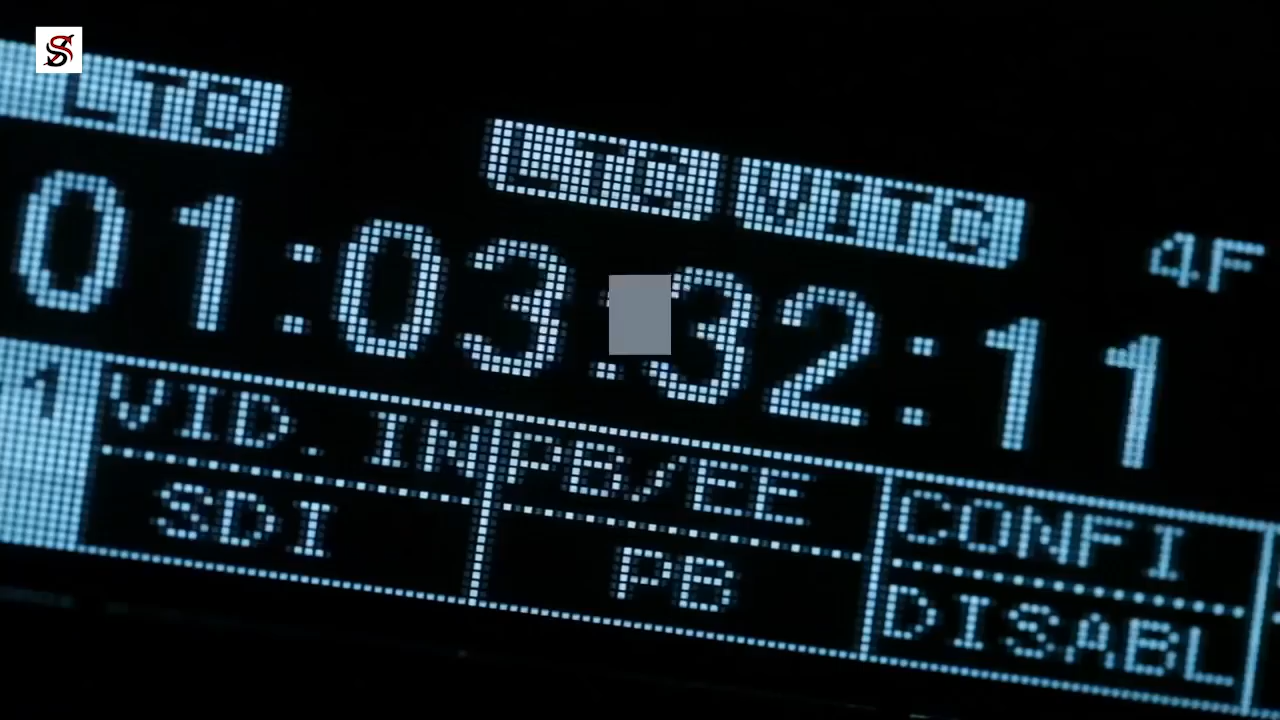 LTC LTC VITC
01:03:32:11 4F
1 VID. IN PB/EE CONFI
SDI PB DISABL